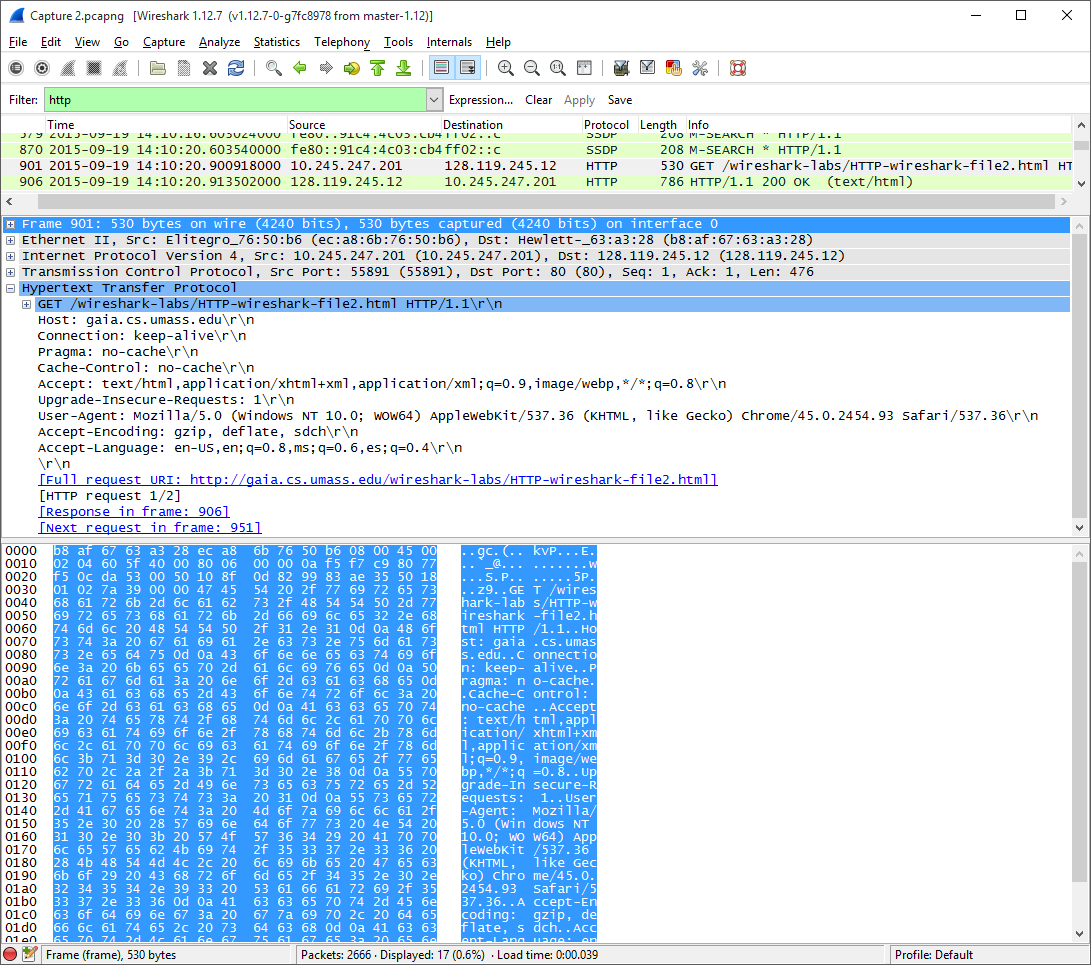 Capture 2.pcapng [Wireshark 1.12.7 (v1.12.7-0-g7fc8978 from master-1.12)]
File Edit View Go Capture Analyze Statistics Telephony Tools Internals Help
Filter: http Expression... Clear Apply Save
Time Source Destination Protocol Length Info
579 2015-09-19 14:10:16.603024000 fe80::91c4:4c03:cb4 ff02::c SSDP 208 M-SEARCH * HTTP/1.1
870 2015-09-19 14:10:20.603540000 fe80::91c4:4c03:cb4 ff02::c SSDP 208 M-SEARCH * HTTP/1.1
901 2015-09-19 14:10:20.900918000 10.245.247.201 128.119.245.12 HTTP 530 GET /wireshark-labs/HTTP-wireshark-file2.html HT
906 2015-09-19 14:10:20.913502000 128.119.245.12 10.245.247.201 HTTP 786 HTTP/1.1 200 OK (text/html)
Frame 901: 530 bytes on wire (4240 bits), 530 bytes captured (4240 bits) on interface 0
Ethernet II, Src: Elitegro_76:50:b6 (ec:a8:6b:76:50:b6), Dst: Hewlett-_63:a3:28 (b8:af:67:63:a3:28)
Internet Protocol Version 4, Src: 10.245.247.201 (10.245.247.201), Dst: 128.119.245.12 (128.119.245.12)
Transmission Control Protocol, Src Port: 55891 (55891), Dst Port: 80 (80), Seq: 1, Ack: 1, Len: 476
Hypertext Transfer Protocol
GET /wireshark-labs/HTTP-wireshark-file2.html HTTP/1.1\r\n
Host: gaia.cs.umass.edu\r\n
Connection: keep-alive\r\n
Pragma: no-cache\r\n
Cache-Control: no-cache\r\n
Accept: text/html,application/xhtml+xml,application/xml;q=0.9,image/webp,*/*;q=0.8\r\n
Upgrade-Insecure-Requests: 1\r\n
User-Agent: Mozilla/5.0 (Windows NT 10.0; WOW64) AppleWebKit/537.36 (KHTML, like Gecko) Chrome/45.0.2454.93 Safari/537.36\r\n
Accept-Encoding: gzip, deflate, sdch\r\n
Accept-Language: en-US,en;q=0.8,ms;q=0.6,es;q=0.4\r\n
\r\n
[Full request URI: http://gaia.cs.umass.edu/wireshark-labs/HTTP-wireshark-file2.html]
[HTTP request 1/2]
[Response in frame: 906]
[Next request in frame: 951]
0000 b8 af 67 63 a3 28 ec a8 6b 76 50 b6 08 00 45 00 ..gc.(.. kvP...E.
0010 02 04 60 5f 40 00 80 06 00 00 0a f5 f7 c9 80 77 ..`_@... .......w
0020 f5 0c da 53 00 50 10 8f 0d 82 99 83 ae 35 50 18 ...S.P.. .....5P.
0030 01 02 7a 39 00 00 47 45 54 20 2f 77 69 72 65 73 ..z9..GE T /wires
0040 68 61 72 6b 2d 6c 61 62 73 2f 48 54 54 50 2d 77 hark-lab s/HTTP-w
0050 69 72 65 73 68 61 72 6b 2d 66 69 6c 65 32 2e 68 ireshark -file2.h
0060 74 6d 6c 20 48 54 54 50 2f 31 2e 31 0d 0a 48 6f tml HTTP /1.1..Ho
0070 73 74 3a 20 67 61 69 61 2e 63 73 2e 75 6d 61 73 st: gaia .cs.umas
0080 73 2e 65 64 75 0d 0a 43 6f 6e 6e 65 63 74 69 6f s.edu..C onnectio
0090 6e 3a 20 6b 65 65 70 2d 61 6c 69 76 65 0d 0a 50 n: keep- alive..P
00a0 72 61 67 6d 61 3a 20 6e 6f 2d 63 61 63 68 65 0d ragma: n o-cache.
00b0 0a 43 61 63 68 65 2d 43 6f 6e 74 72 6f 6c 3a 20 .Cache-C ontrol:
00c0 6e 6f 2d 63 61 63 68 65 0d 0a 41 63 63 65 70 74 no-cache ..Accept
00d0 3a 20 74 65 78 74 2f 68 74 6d 6c 2c 61 70 70 6c : text/h tml,appl
00e0 69 63 61 74 69 6f 6e 2f 78 68 74 6d 6c 2b 78 6d ication/ xhtml+xm
00f0 6c 2c 61 70 70 6c 69 63 61 74 69 6f 6e 2f 78 6d l,applic ation/xm
0100 6c 3b 71 3d 30 2e 39 2c 69 6d 61 67 65 2f 77 65 l;q=0.9, image/we
0110 62 70 2c 2a 2f 2a 3b 71 3d 30 2e 38 0d 0a 55 70 bp,*/*;q =0.8..Up
0120 67 72 61 64 65 2d 49 6e 73 65 63 75 72 65 2d 52 grade-In secure-R
0130 65 71 75 65 73 74 73 3a 20 31 0d 0a 55 73 65 72 equests: 1..User
0140 2d 41 67 65 6e 74 3a 20 4d 6f 7a 69 6c 6c 61 2f -Agent: Mozilla/
0150 35 2e 30 20 28 57 69 6e 64 6f 77 73 20 4e 54 20 5.0 (Win dows NT
0160 31 30 2e 30 3b 20 57 4f 57 36 34 29 20 41 70 70 10.0; WO W64) App
0170 6c 65 57 65 62 4b 69 74 2f 35 33 37 2e 33 36 20 leWebKit /537.36
0180 28 4b 48 54 4d 4c 2c 20 6c 69 6b 65 20 47 65 63 (KHTML, like Gec
0190 6b 6f 29 20 43 68 72 6f 6d 65 2f 34 35 2e 30 2e ko) Chro me/45.0.
01a0 32 34 35 34 2e 39 33 20 53 61 66 61 72 69 2f 35 2454.93 Safari/5
01b0 33 37 2e 33 36 0d 0a 41 63 63 65 70 74 2d 45 6e 37.36..A ccept-En
01c0 63 6f 64 69 6e 67 3a 20 67 7a 69 70 2c 20 64 65 coding: gzip, de
01d0 66 6c 61 74 65 2c 20 73 64 63 68 0d 0a 41 63 63 flate, s dch..Acc
01e0 65 70 74 2d 4c 61 6e 67 75 61 67 65 3a 20 65 6e ept-Lang uage: en
Frame (frame), 530 bytes Packets: 2666 · Displayed: 17 (0.6%) · Load time: 0:00.039 Profile: Default